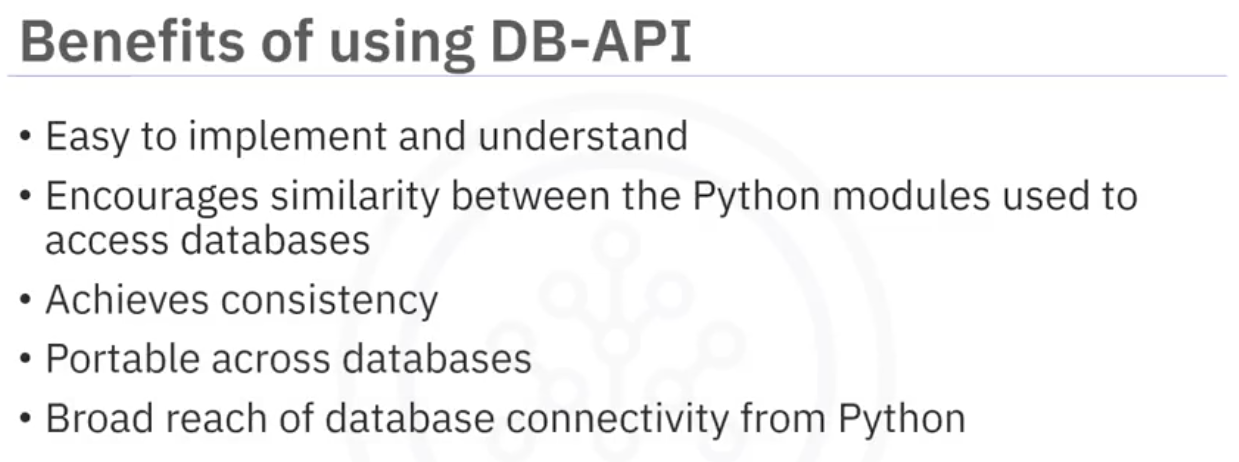 Benefits of using DB-API
• Easy to implement and understand
• Encourages similarity between the Python modules used to
access databases
• Achieves consistency
• Portable across databases
• Broad reach of database connectivity from Python